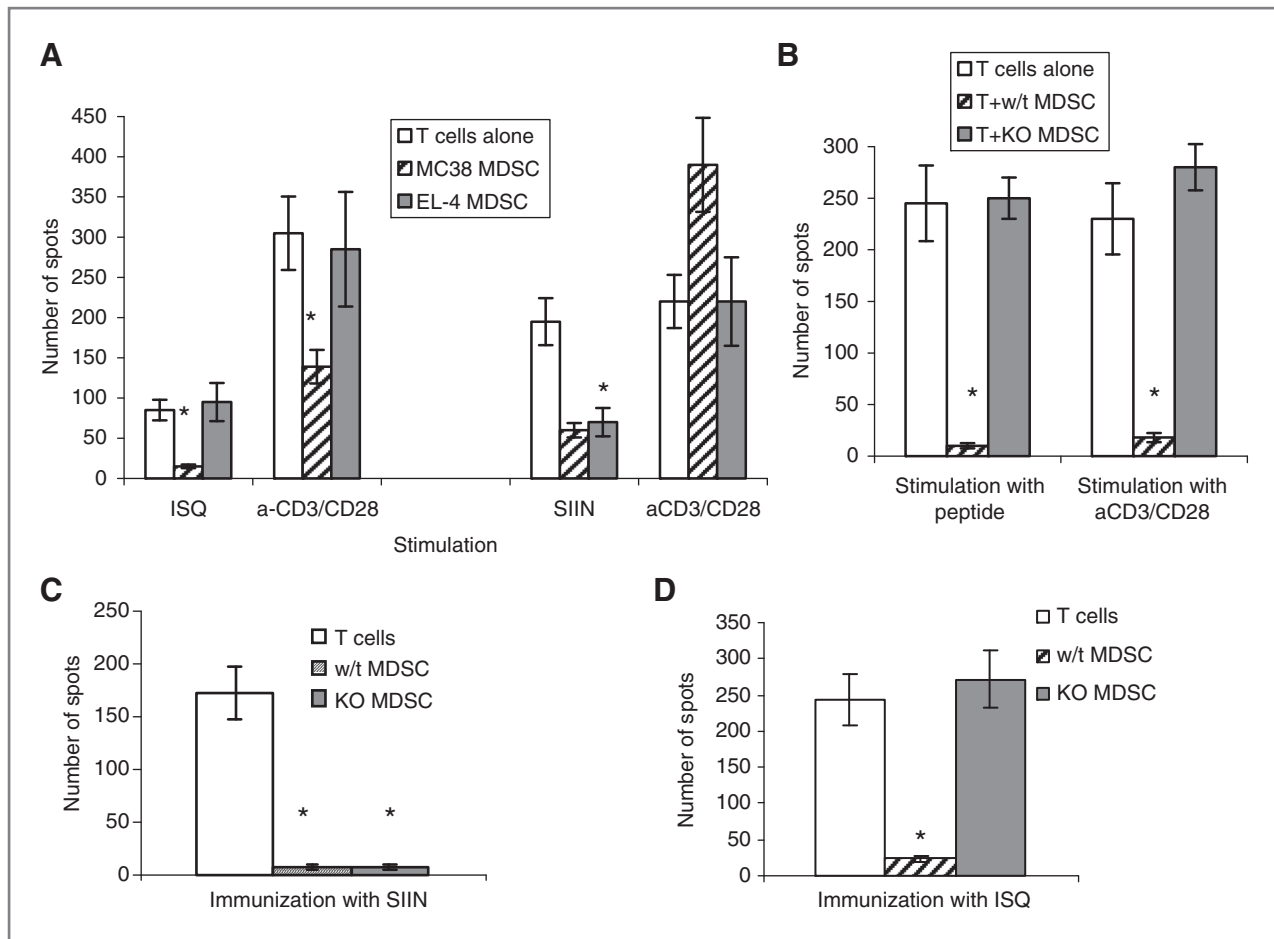 A
T cells alone
MC38 MDSC
EL-4 MDSC
Number of spots
450
400
350
300
250
200
150
100
50
0
*
*
*
ISQ
a-CD3/CD28
SIIN
aCD3/CD28
Stimulation
B
T cells alone
T+w/t MDSC
T+KO MDSC
Number of spots
300
250
200
150
100
50
0
*
*
Stimulation with
peptide
Stimulation with
aCD3/CD28
C
T cells
w/t MDSC
KO MDSC
Number of spots
250
200
150
100
50
0
*
*
Immunization with SIIN
D
T cells
w/t MDSC
KO MDSC
Number of spots
350
300
250
200
150
100
50
0
*
Immunization with ISQ